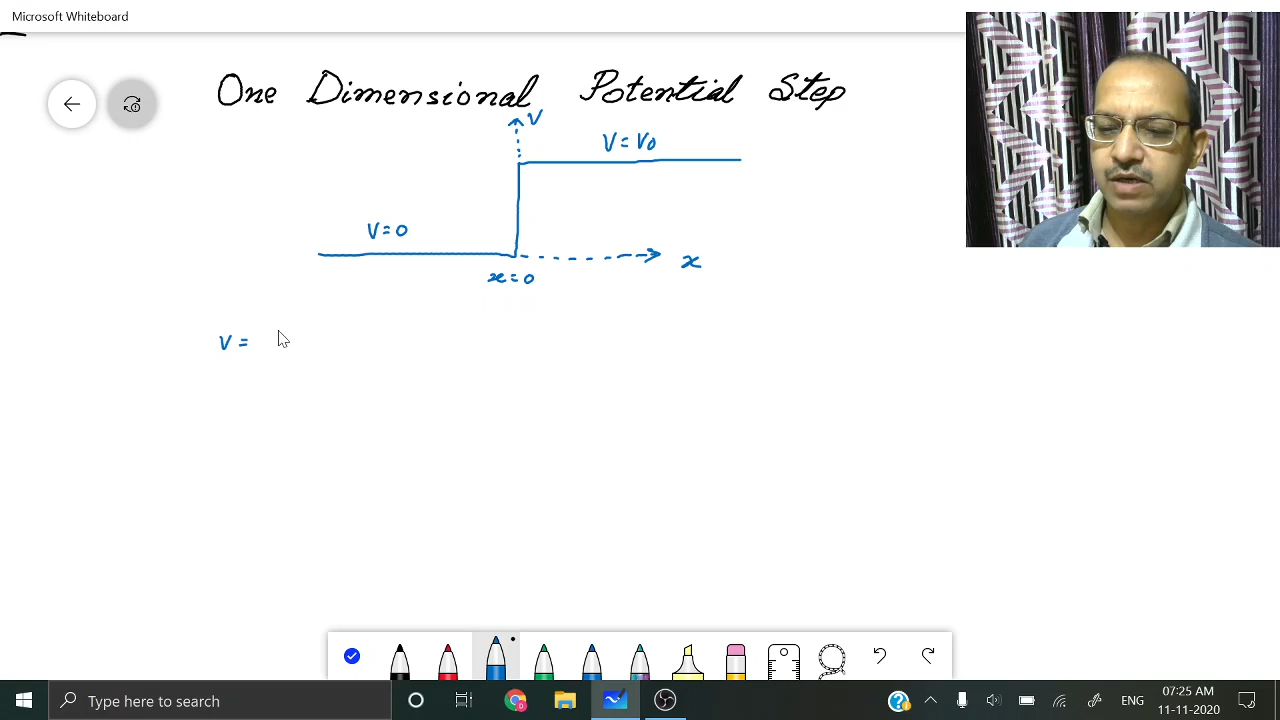 Microsoft Whiteboard
One Dimensional Potential Step
V
V = V0
V = 0
x
x = 0
V =
Type here to search
ENG
07:25 AM
11-11-2020